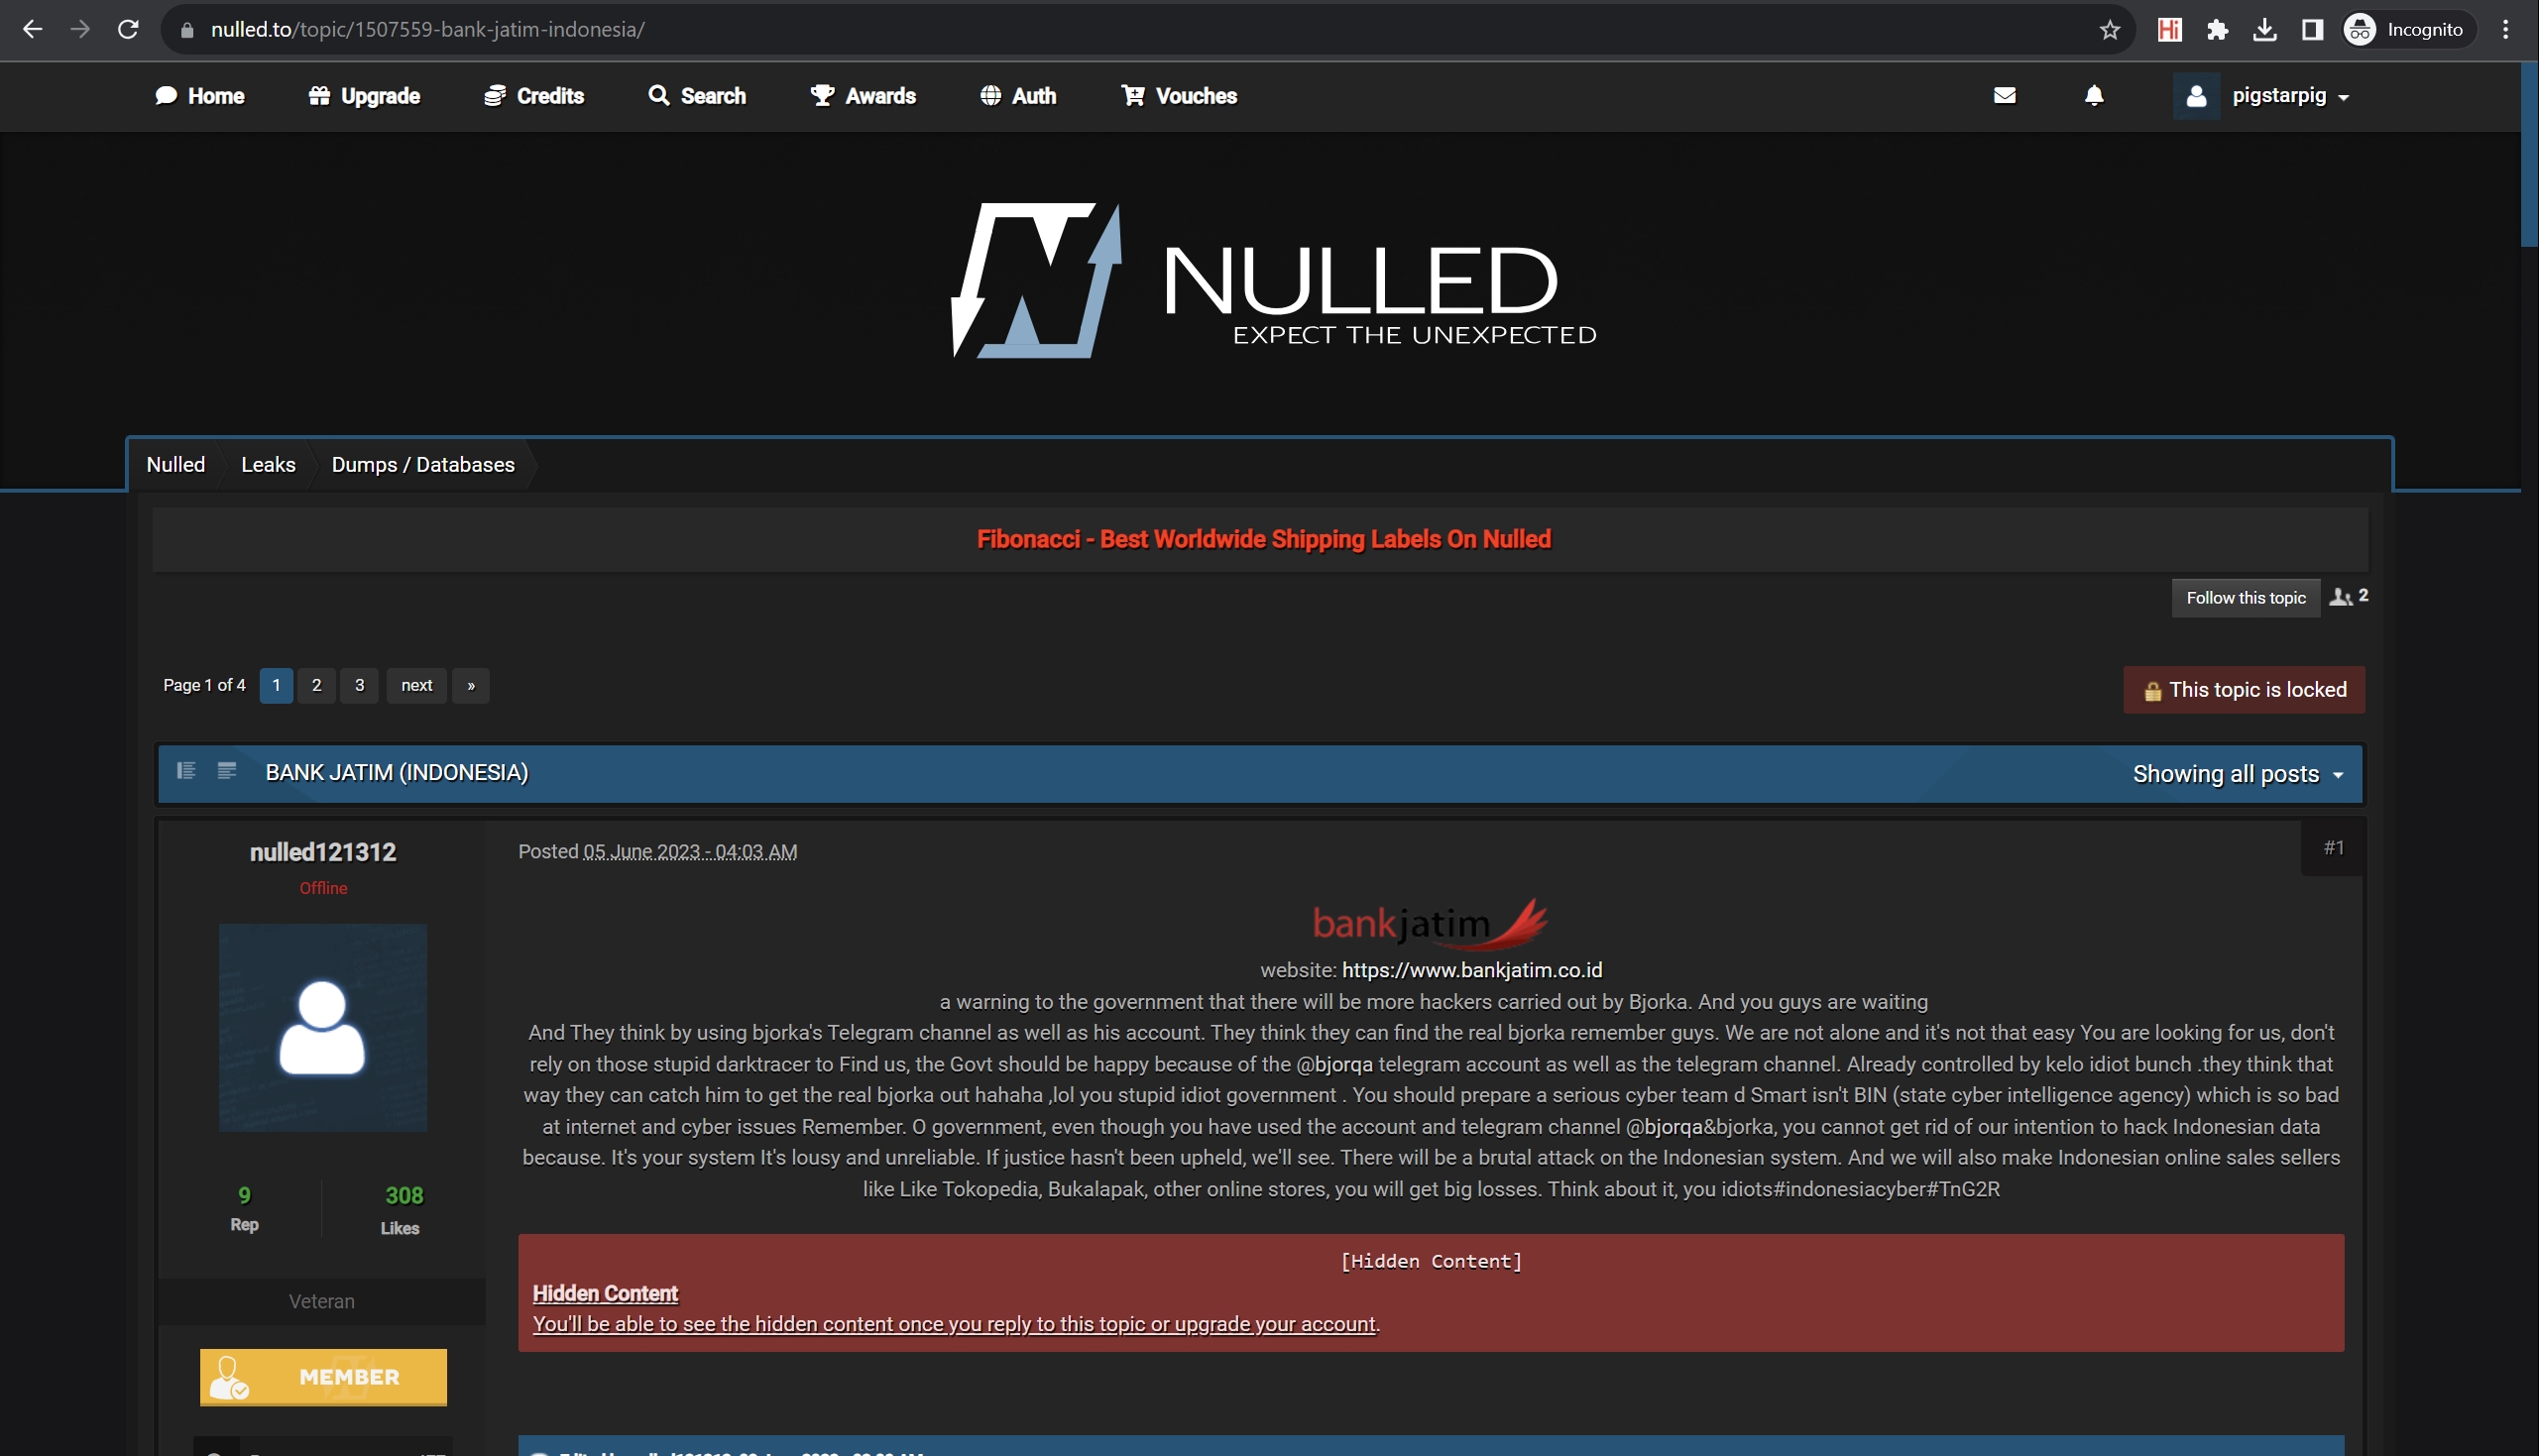 nulled.to/topic/1507559-bank-jatim-indonesia/
Hi
Incognito
Home
Upgrade
Credits
Search
Awards
Auth
Vouches
pigstarpig
NULLED
EXPECT THE UNEXPECTED
Nulled
Leaks
Dumps / Databases
Fibonacci - Best Worldwide Shipping Labels On Nulled
Follow this topic
2
Page 1 of 4
1
2
3
next
»
This topic is locked
BANK JATIM (INDONESIA)
Showing all posts
nulled121312
Offline
Posted 05 June 2023 - 04:03 AM
#1
bankjatim
website: https://www.bankjatim.co.id
a warning to the government that there will be more hackers carried out by Bjorka. And you guys are waiting
And They think by using bjorka's Telegram channel as well as his account. They think they can find the real bjorka remember guys. We are not alone and it's not that easy You are looking for us, don't
rely on those stupid darktracer to Find us, the Govt should be happy because of the @bjorqa telegram account as well as the telegram channel. Already controlled by kelo idiot bunch .they think that
way they can catch him to get the real bjorka out hahaha ,lol you stupid idiot government . You should prepare a serious cyber team d Smart isn't BIN (state cyber intelligence agency) which is so bad
at internet and cyber issues Remember. O government, even though you have used the account and telegram channel @bjorqa&bjorka, you cannot get rid of our intention to hack Indonesian data
because. It's your system It's lousy and unreliable. If justice hasn't been upheld, we'll see. There will be a brutal attack on the Indonesian system. And we will also make Indonesian online sales sellers
like Like Tokopedia, Bukalapak, other online stores, you will get big losses. Think about it, you idiots#indonesiacyber#TnG2R
9
Rep
308
Likes
[Hidden Content]
Hidden Content
You'll be able to see the hidden content once you reply to this topic or upgrade your account.
Veteran
MEMBER